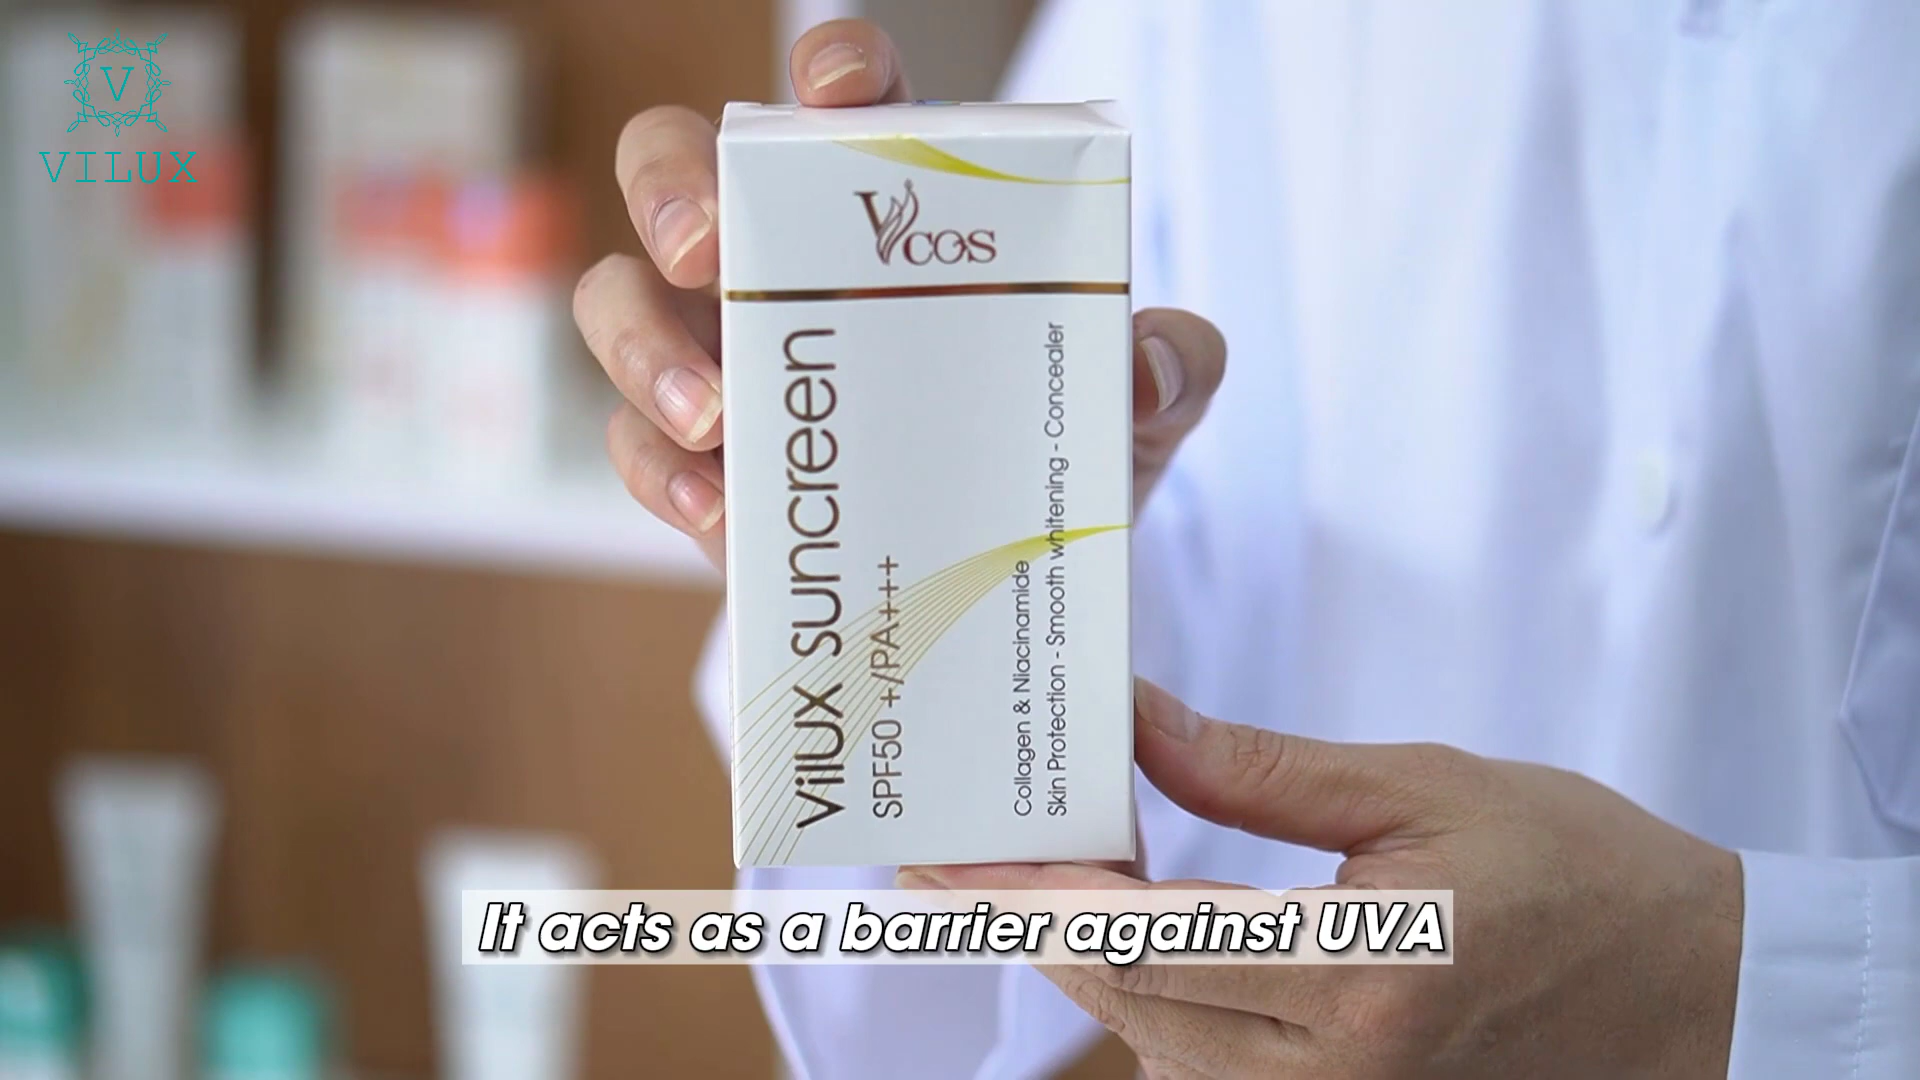 V
VILUX
Vcos
Vilux suncreen
SPF50 +/PA+++
Collagen & Niacinamide
Skin Protection - Smooth whitening - Concealer
It acts as a barrier against UVA